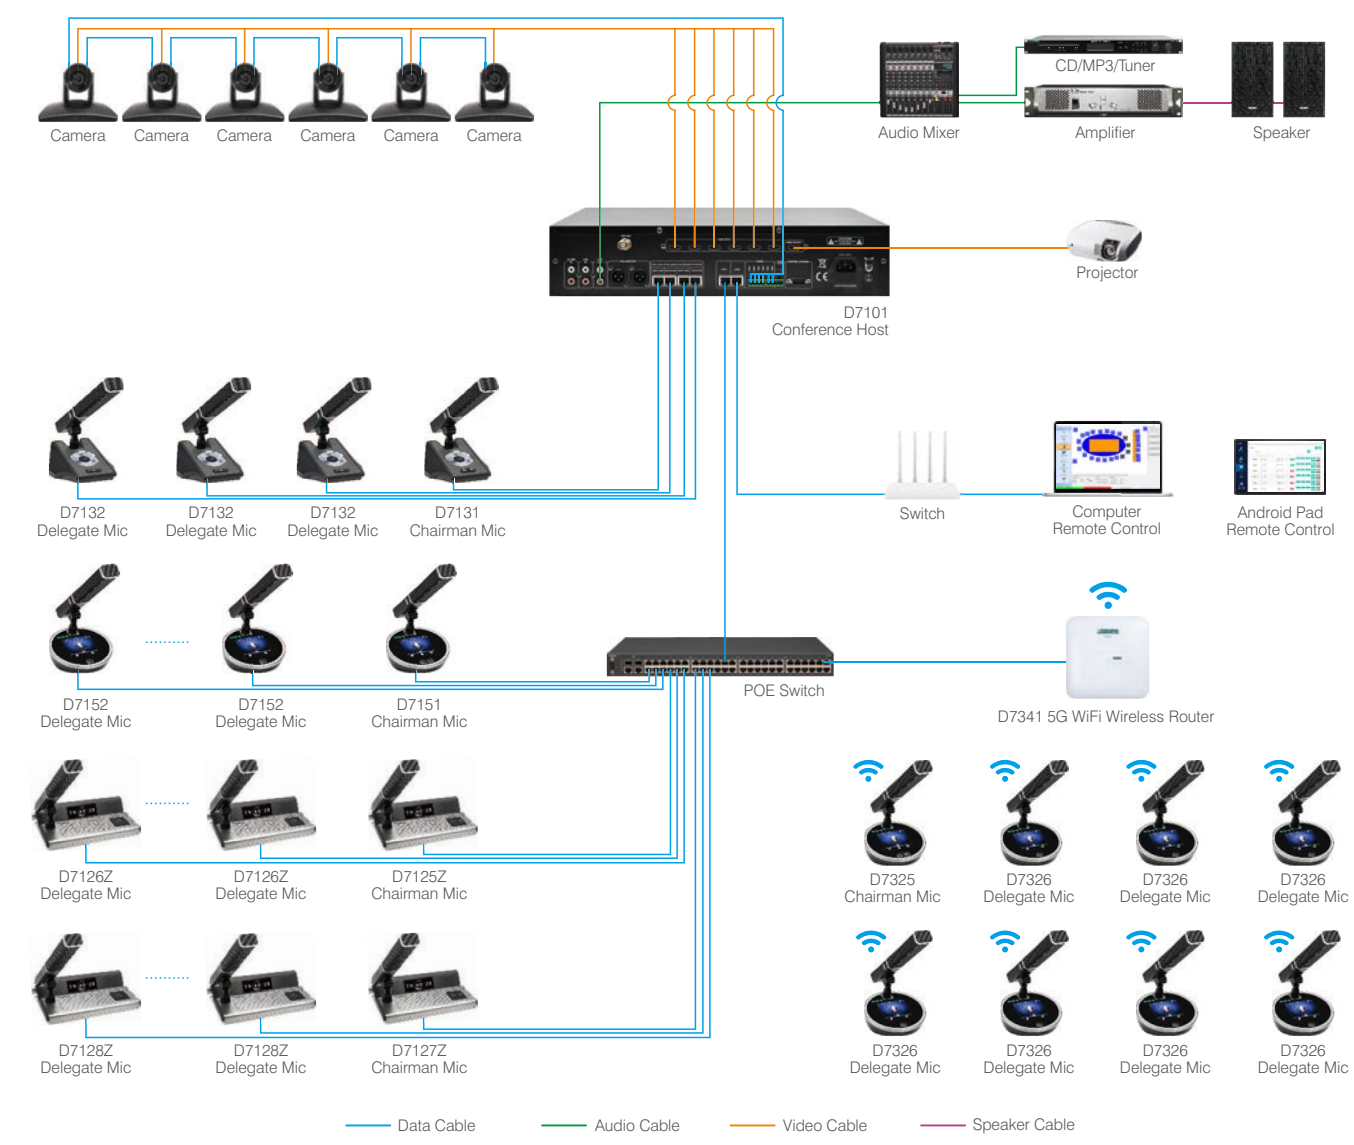 Camera
Camera
Camera
Camera
Camera
Camera
Audio Mixer
CD/MP3/Tuner
Amplifier
Speaker
Projector
D7101
Conference Host
D7132
Delegate Mic
D7132
Delegate Mic
D7132
Delegate Mic
D7131
Chairman Mic
Switch
Computer
Remote Control
Android Pad
Remote Control
D7152
Delegate Mic
D7152
Delegate Mic
D7151
Chairman Mic
POE Switch
D7341 5G WiFi Wireless Router
D7126Z
Delegate Mic
D7126Z
Delegate Mic
D7125Z
Chairman Mic
D7325
Chairman Mic
D7326
Delegate Mic
D7326
Delegate Mic
D7326
Delegate Mic
D7128Z
Delegate Mic
D7128Z
Delegate Mic
D7127Z
Chairman Mic
D7326
Delegate Mic
D7326
Delegate Mic
D7326
Delegate Mic
D7326
Delegate Mic
Data Cable
Audio Cable
Video Cable
Speaker Cable